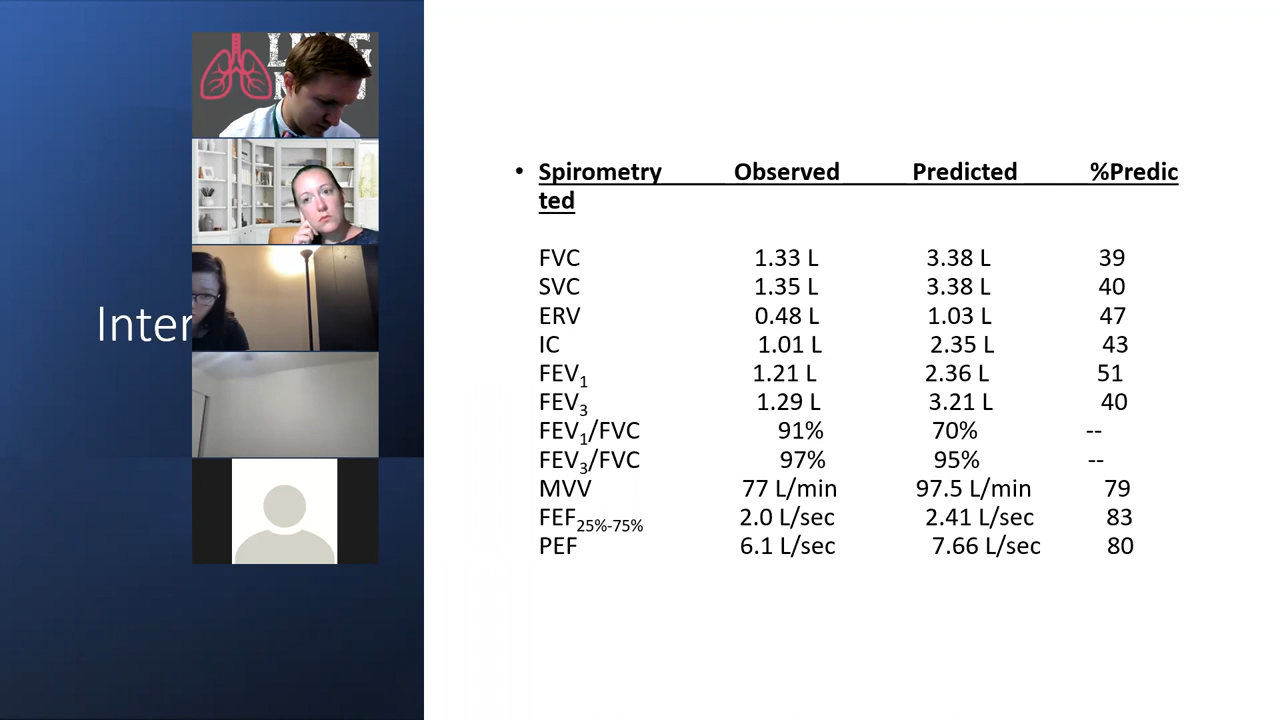 Inter
• Spirometry Observed Predicted %Predic
ted
FVC 1.33 L 3.38 L 39
SVC 1.35 L 3.38 L 40
ERV 0.48 L 1.03 L 47
IC 1.01 L 2.35 L 43
FEV1 1.21 L 2.36 L 51
FEV3 1.29 L 3.21 L 40
FEV1/FVC 91% 70% --
FEV3/FVC 97% 95% --
MVV 77 L/min 97.5 L/min 79
FEF25%-75% 2.0 L/sec 2.41 L/sec 83
PEF 6.1 L/sec 7.66 L/sec 80